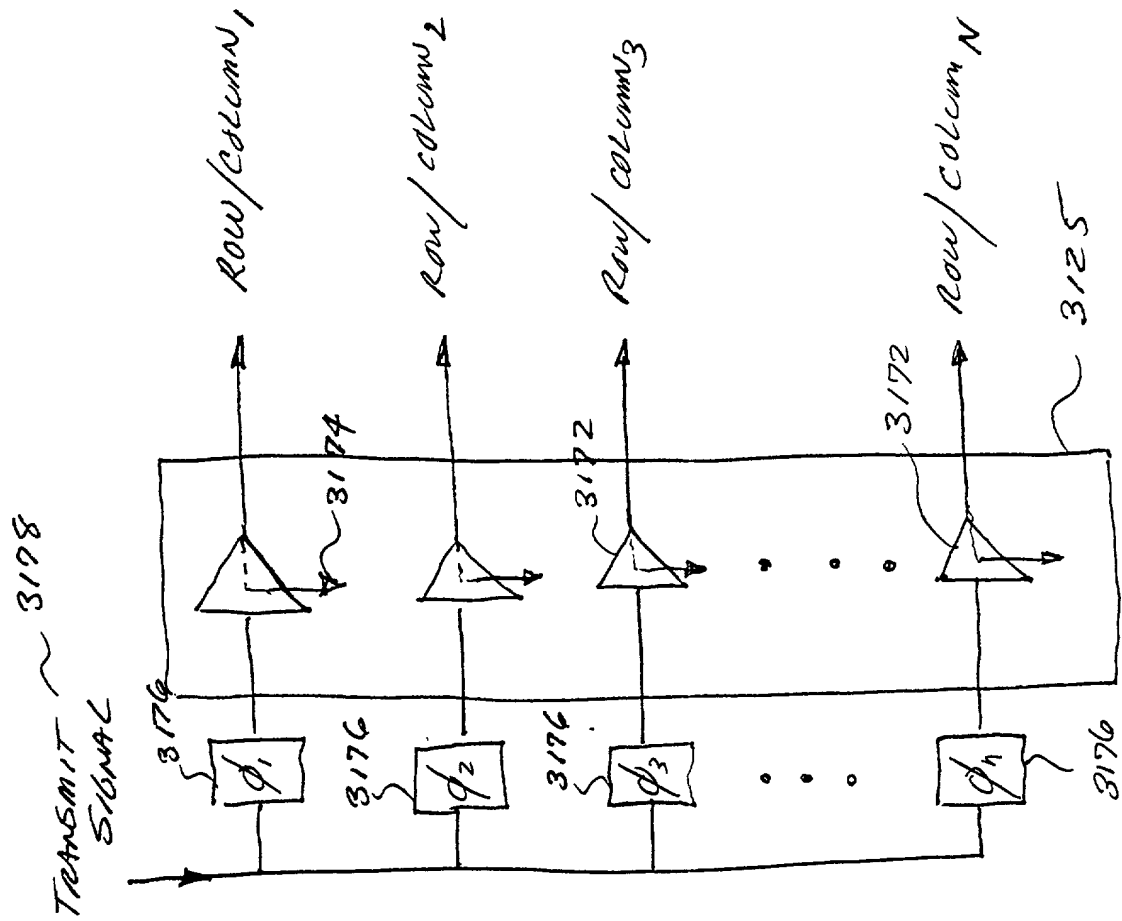 TRANSMIT SIGNAL
3178
3176
φ1
3174
ROW/COLUMN1
3176
φ2
ROW/COLUMN2
3176
φ3
3172
ROW/COLUMN3
φn
3176
3172
ROW/COLUMN N
3125